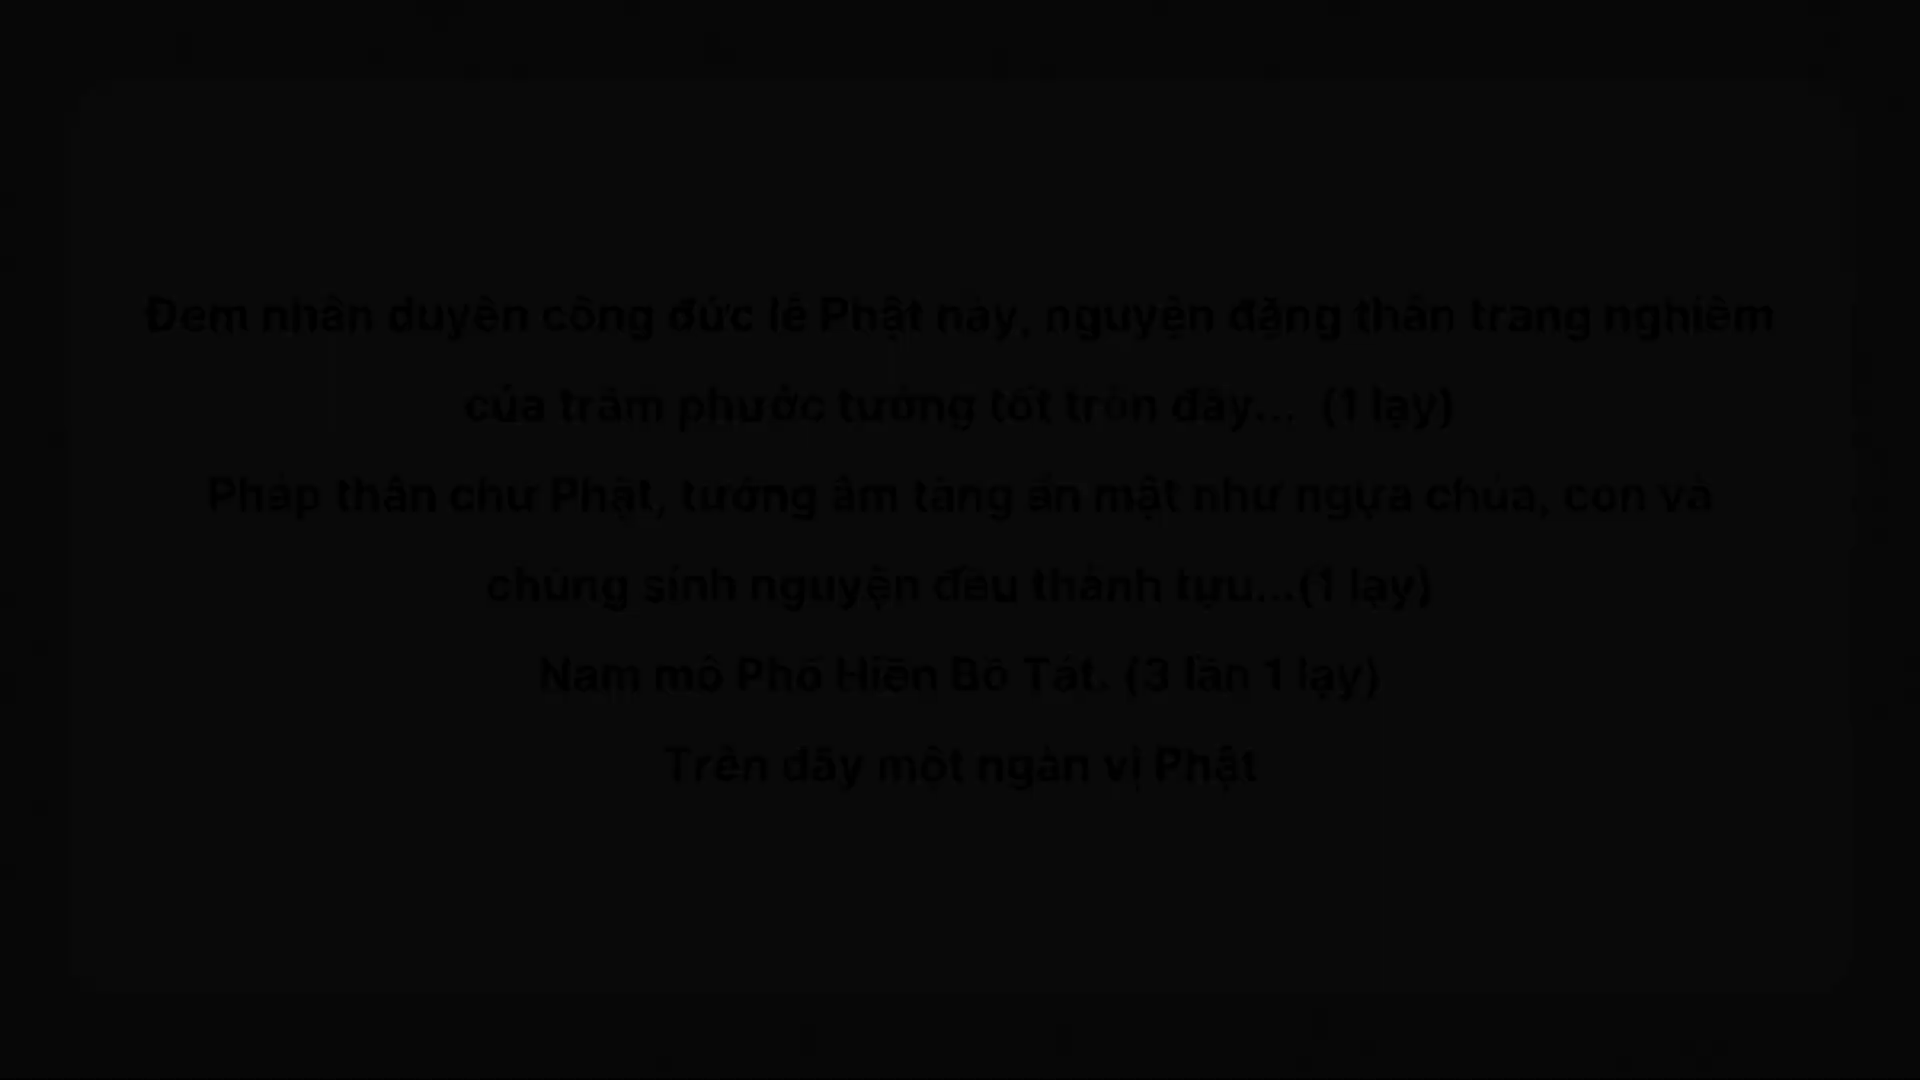 Đem nhân duyên công đức lễ Phật này, nguyện đặng thân trang nghiêm
của trăm phước tướng tốt tròn đầy... (1 lạy)
Pháp thân chư Phật, tướng âm tàng ẩn mật như ngựa chúa, con và
chúng sinh nguyện đều thành tựu...(1 lạy)
Nam mô Phổ Hiền Bồ Tát. (3 lần 1 lạy)
Trên đây một ngàn vị Phật